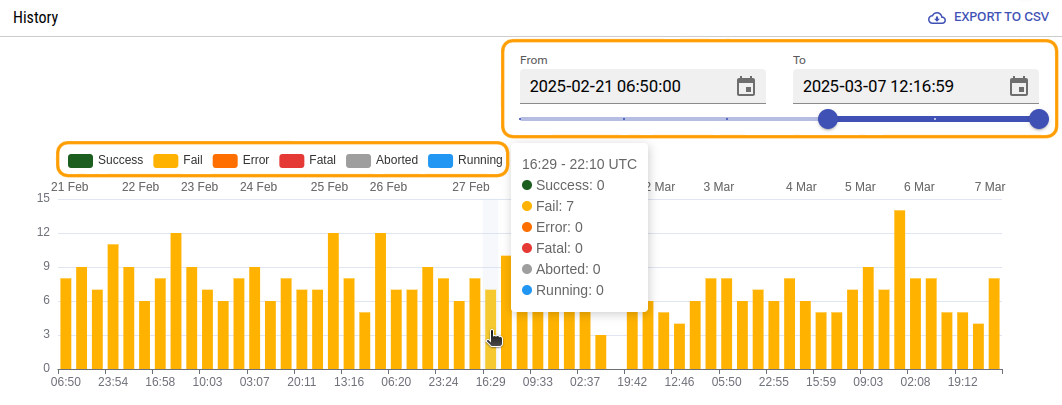 History
EXPORT TO CSV
From
To
2025-02-21 06:50:00
2025-03-07 12:16:59
Success Fail Error Fatal Aborted Running
16:29 - 22:10 UTC
Success: 0
Fail: 7
Error: 0
Fatal: 0
Aborted: 0
Running: 0
21 Feb 22 Feb 23 Feb 24 Feb 25 Feb 26 Feb 27 Feb 2 Mar 3 Mar 4 Mar 5 Mar 6 Mar 7 Mar
15
12
9
6
3
0
06:50 23:54 16:58 10:03 03:07 20:11 13:16 06:20 23:24 16:29 09:33 02:37 19:42 12:46 05:50 22:55 15:59 09:03 02:08 19:12